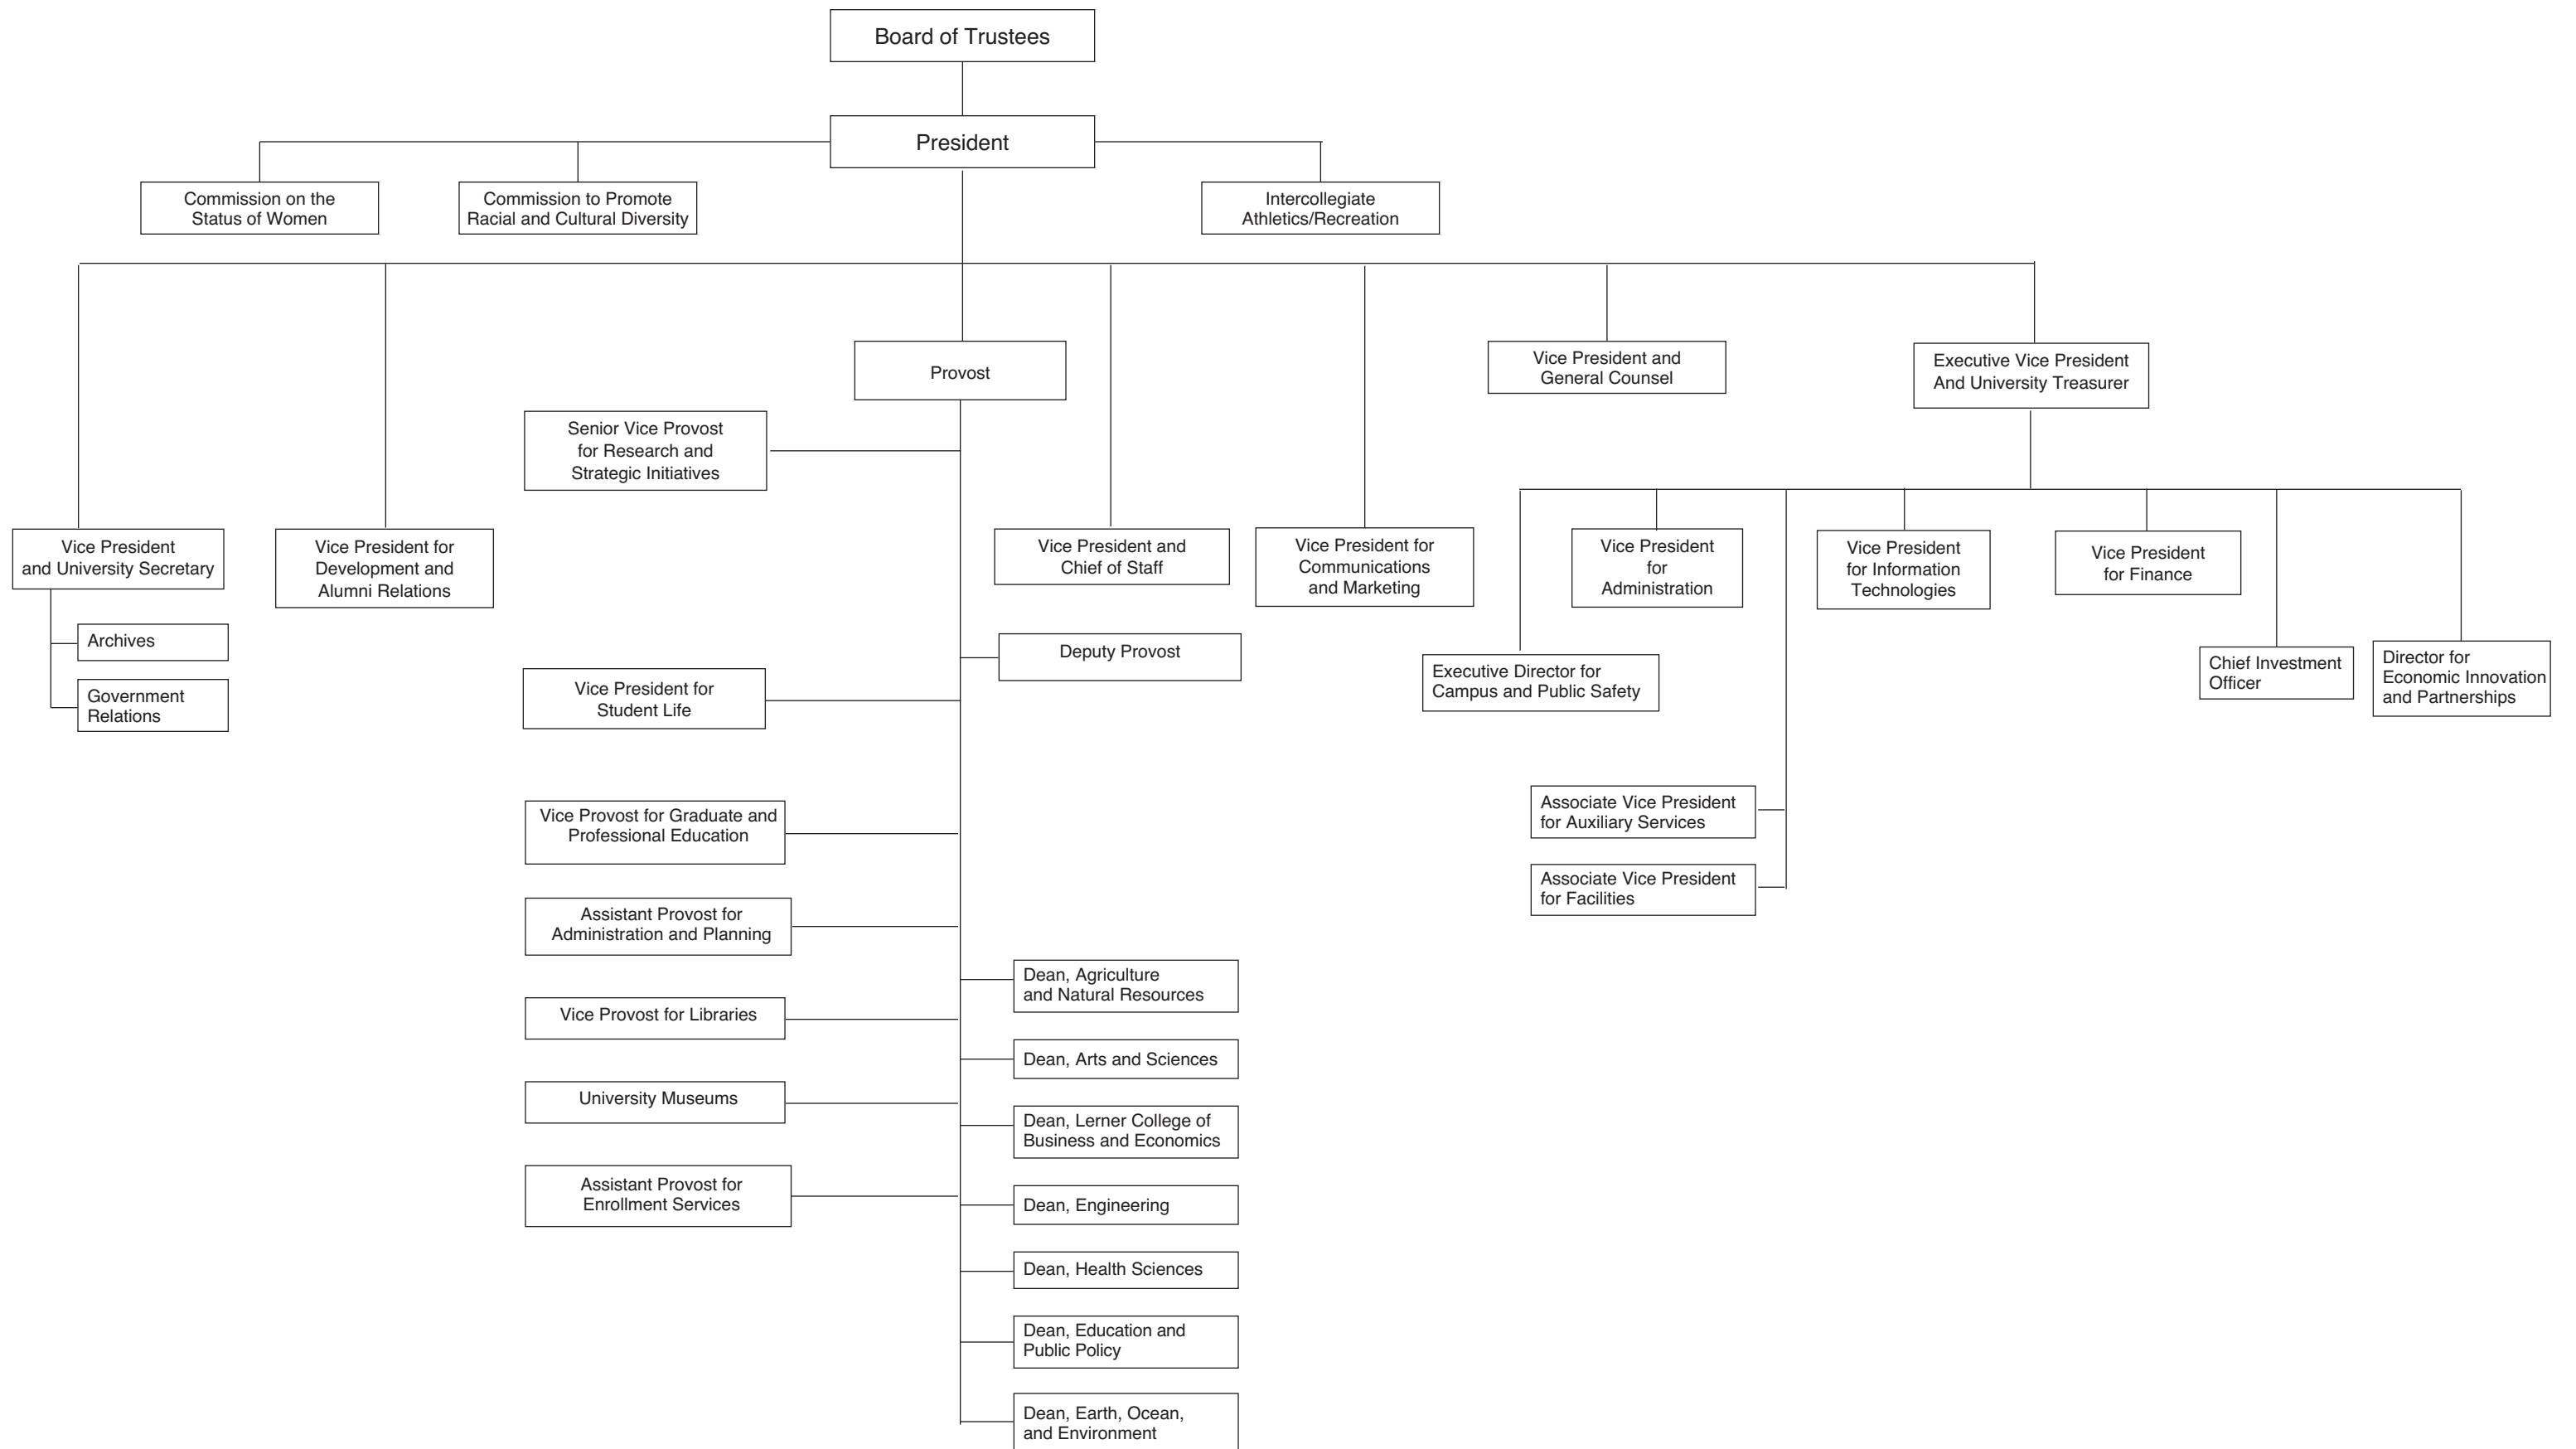 Board of Trustees
President
Commission on the
Status of Women
Commission to Promote
Racial and Cultural Diversity
Intercollegiate
Athletics/Recreation
Provost
Vice President and
General Counsel
Executive Vice President
And University Treasurer
Senior Vice Provost
for Research and
Strategic Initiatives
Vice President
and University Secretary
Vice President for
Development and
Alumni Relations
Vice President and
Chief of Staff
Vice President for
Communications
and Marketing
Vice President
for
Administration
Vice President
for Information
Technologies
Vice President
for Finance
Archives
Government
Relations
Deputy Provost
Vice President for
Student Life
Executive Director for
Campus and Public Safety
Chief Investment
Officer
Director for
Economic Innovation
and Partnerships
Vice Provost for Graduate and
Professional Education
Associate Vice President
for Auxiliary Services
Associate Vice President
for Facilities
Assistant Provost for
Administration and Planning
Dean, Agriculture
and Natural Resources
Vice Provost for Libraries
Dean, Arts and Sciences
University Museums
Dean, Lerner College of
Business and Economics
Assistant Provost for
Enrollment Services
Dean, Engineering
Dean, Health Sciences
Dean, Education and
Public Policy
Dean, Earth, Ocean,
and Environment